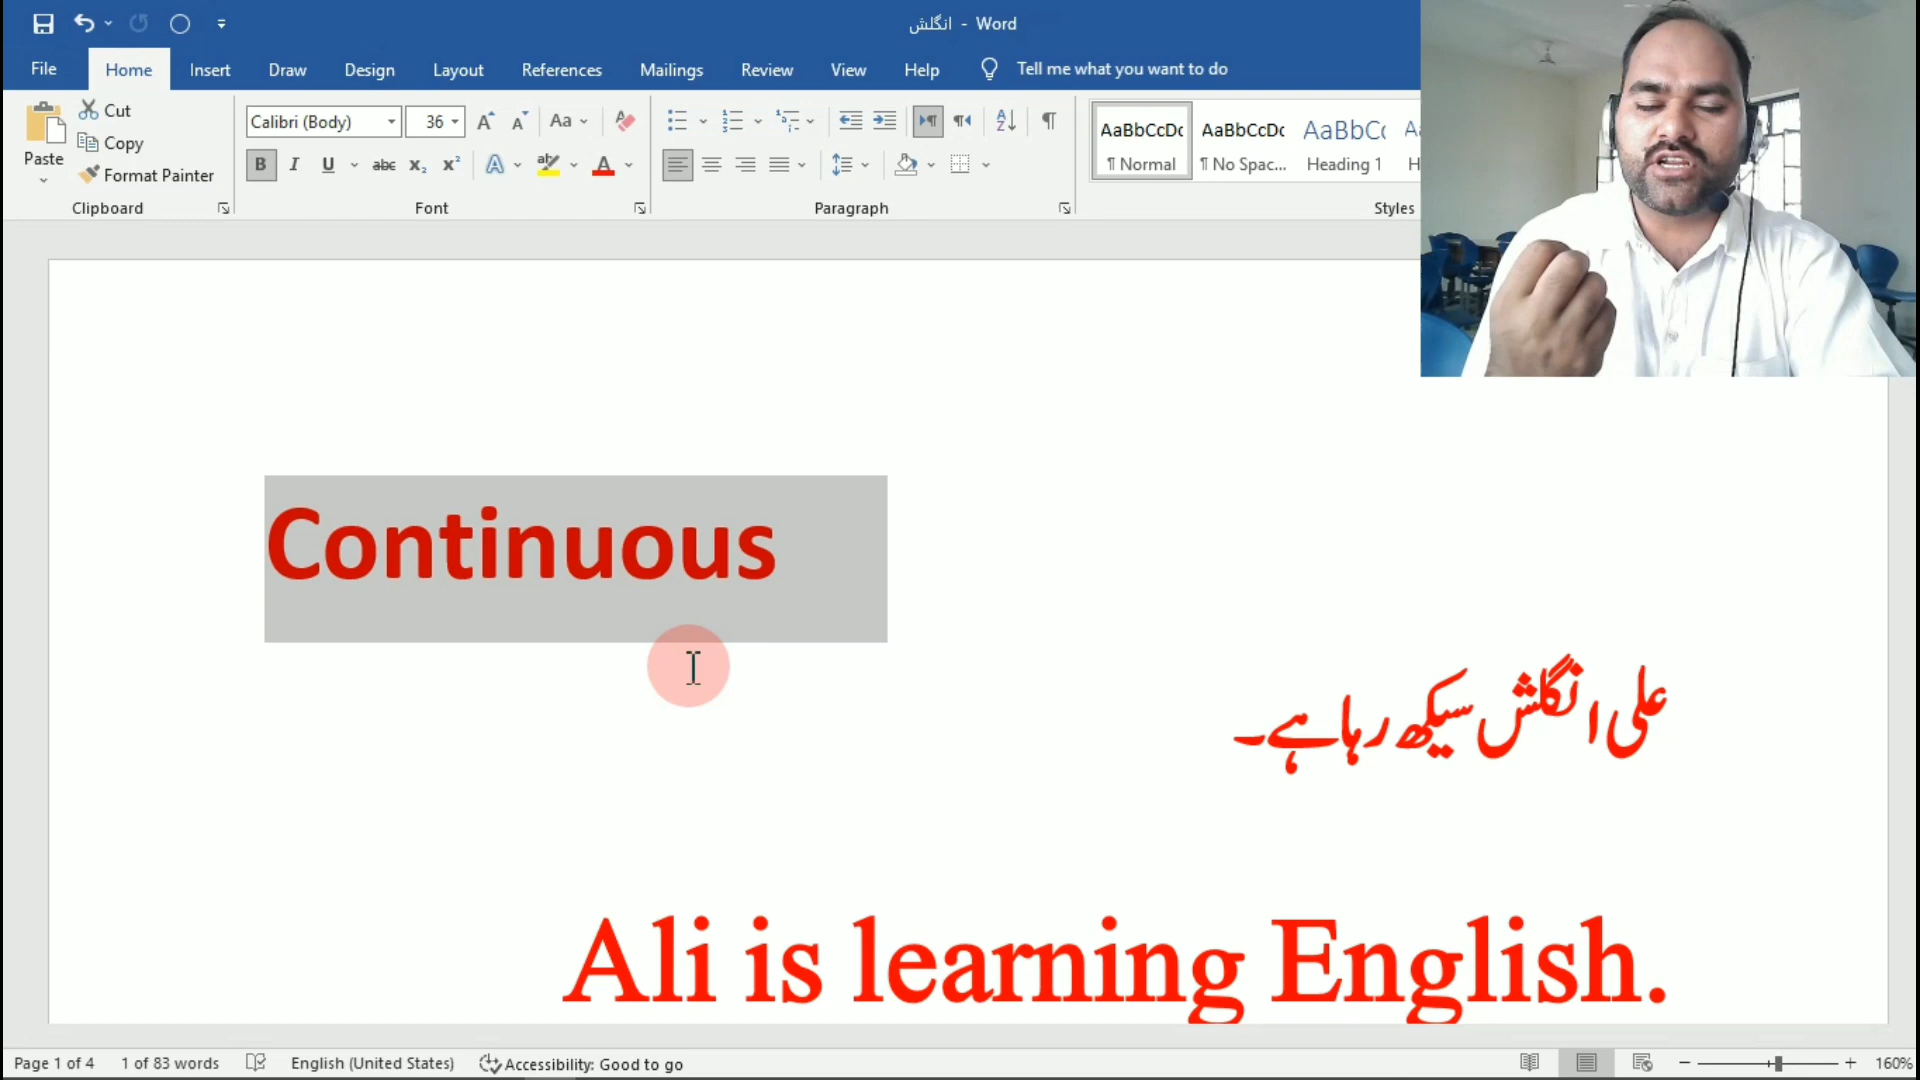 انگلش - Word
File Home Insert Draw Design Layout References Mailings Review View Help Tell me what you want to do
Paste
Cut
Copy
Format Painter
Clipboard
Calibri (Body) 36
Font
Paragraph
AaBbCcDc AaBbCcDc AaBbCc
¶ Normal ¶ No Spac... Heading 1 H
Styles
Continuous
علی انگلش سیکھ رہا ہے۔
Ali is learning English.
Page 1 of 4 1 of 83 words English (United States) Accessibility: Good to go 160%